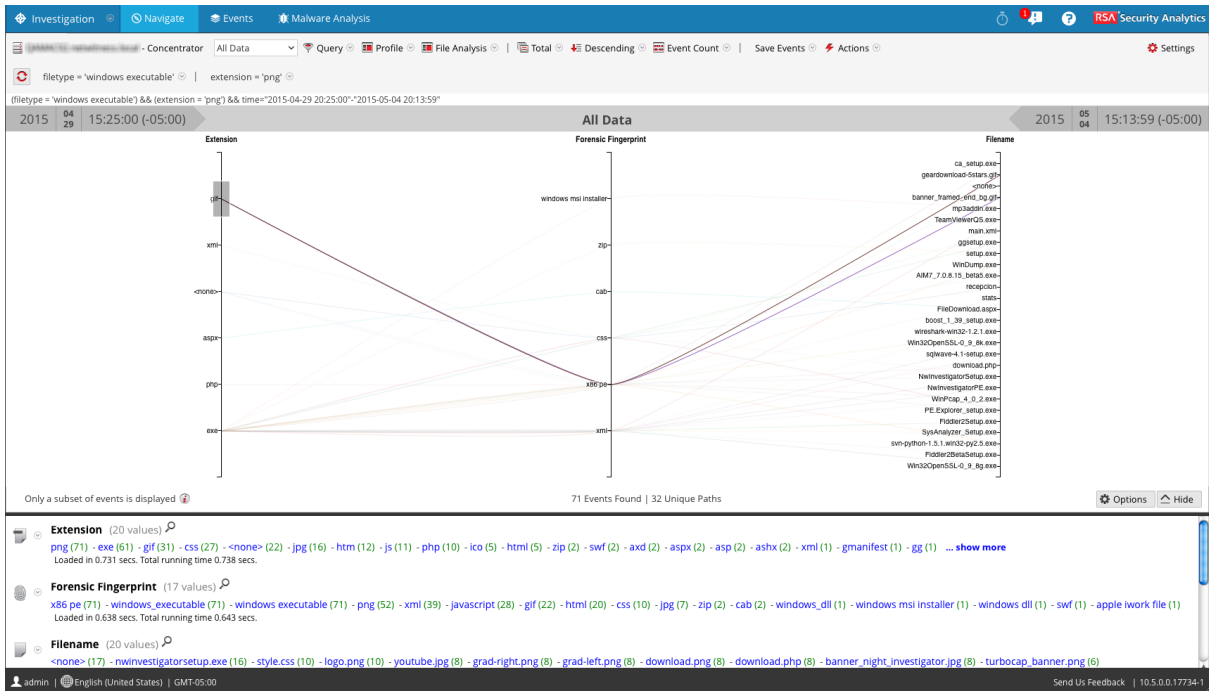 Investigation Navigate Events Malware Analysis 1 ? RSA Security Analytics
- Concentrator All Data Query Profile File Analysis | Total Descending Event Count | Save Events Actions Settings
filetype = 'windows executable' | extension = 'png'
(filetype = 'windows executable') && (extension = 'png') && time="2015-04-29 20:25:00"-"2015-05-04 20:13:59"
2015 04 29 15:25:00 (-05:00) All Data 2015 05 04 15:13:59 (-05:00)
Extension Forensic Fingerprint Filename
gif
xml
<none>
aspx
php
exe
windows msi installer
zip
cab
css
x86 pe
xml
ca_setup.exe
geardownload-5stars.gif
<none>
banner_framed_end_bg.gif
mp3addin.exe
TeamViewerQS.exe
main.xml
ggsetup.exe
setup.exe
WinDump.exe
AIM7_7.0.8.15_beta5.exe
recepcion
stats
FileDownload.aspx
boost_1_39_setup.exe
wireshark-win32-1.2.1.exe
Win32OpenSSL-0_9_8k.exe
sqlwave-4.1-setup.exe
download.php
NwInvestigatorSetup.exe
NwInvestigatorPE.exe
WinPcap_4_0_2.exe
PE.Explorer_setup.exe
Fiddler2Setup.exe
SysAnalyzer_Setup.exe
svn-python-1.5.1.win32-py2.5.exe
Fiddler2BetaSetup.exe
Win32OpenSSL-0_9_8g.exe
Only a subset of events is displayed 71 Events Found | 32 Unique Paths Options Hide
Extension (20 values)
png (71) - exe (61) - gif (31) - css (27) - <none> (22) - jpg (16) - htm (12) - js (11) - php (10) - ico (5) - html (5) - zip (2) - swf (2) - axd (2) - aspx (2) - asp (2) - ashx (2) - xml (1) - gmanifest (1) - gg (1) ... show more
Loaded in 0.731 secs. Total running time 0.738 secs.
Forensic Fingerprint (17 values)
x86 pe (71) - windows_executable (71) - windows executable (71) - png (52) - xml (39) - javascript (28) - gif (22) - html (20) - css (10) - jpg (7) - zip (2) - cab (2) - windows_dll (1) - windows msi installer (1) - windows dll (1) - swf (1) - apple iwork file (1)
Loaded in 0.638 secs. Total running time 0.643 secs.
Filename (20 values)
<none> (17) - nwinvestigatorsetup.exe (16) - style.css (10) - logo.png (10) - youtube.jpg (8) - grad-right.png (8) - grad-left.png (8) - download.png (8) - download.php (8) - banner_night_investigator.jpg (8) - turbocap_banner.png (6)
admin | English (United States) | GMT-05:00 Send Us Feedback | 10.5.0.0.17734-1